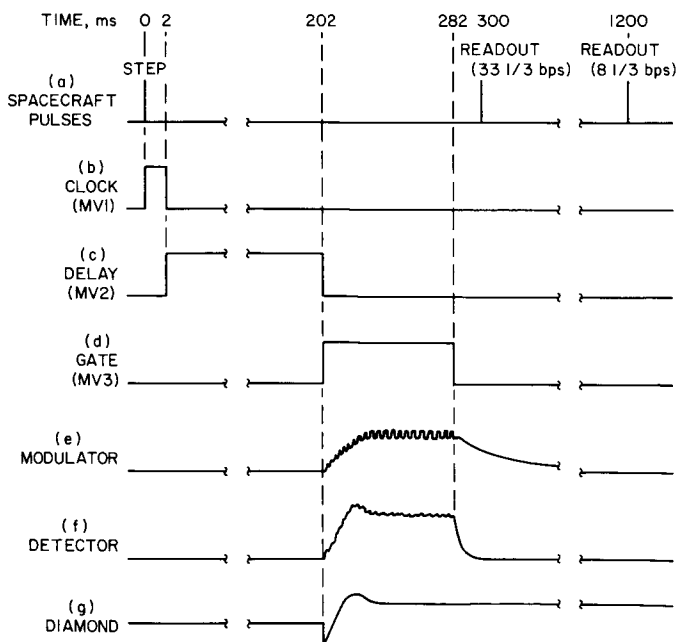 TIME, ms 0 2 202 282 300 1200
STEP
READOUT
(33 1/3 bps)
READOUT
(8 1/3 bps)
(a)
SPACECRAFT
PULSES
(b)
CLOCK
(MV1)
(c)
DELAY
(MV2)
(d)
GATE
(MV3)
(e)
MODULATOR
(f)
DETECTOR
(g)
DIAMOND